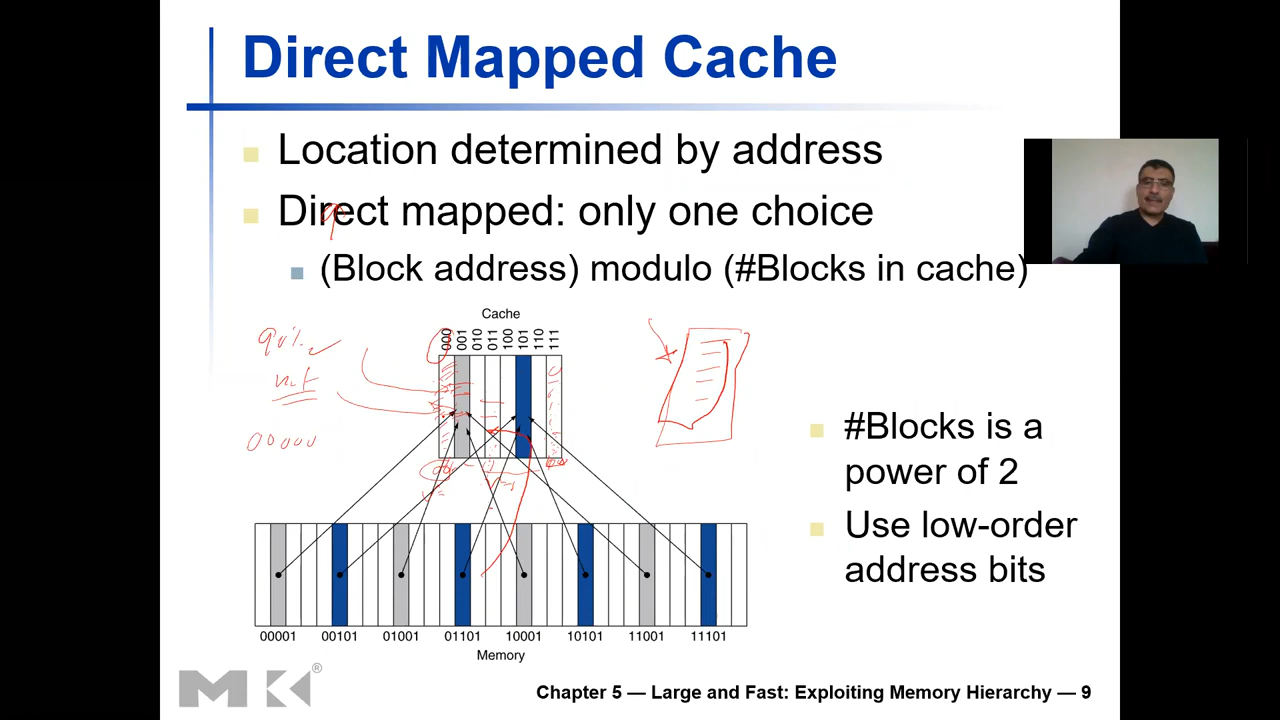 Direct Mapped Cache
Location determined by address
Direct mapped: only one choice
(Block address) modulo (#Blocks in cache)
Cache
000 001 010 011 100 101 110 111
90%
00000
#Blocks is a
power of 2
Use low-order
address bits
00001 00101 01001 01101 10001 10101 11001 11101
Memory
MK®
Chapter 5 — Large and Fast: Exploiting Memory Hierarchy — 9